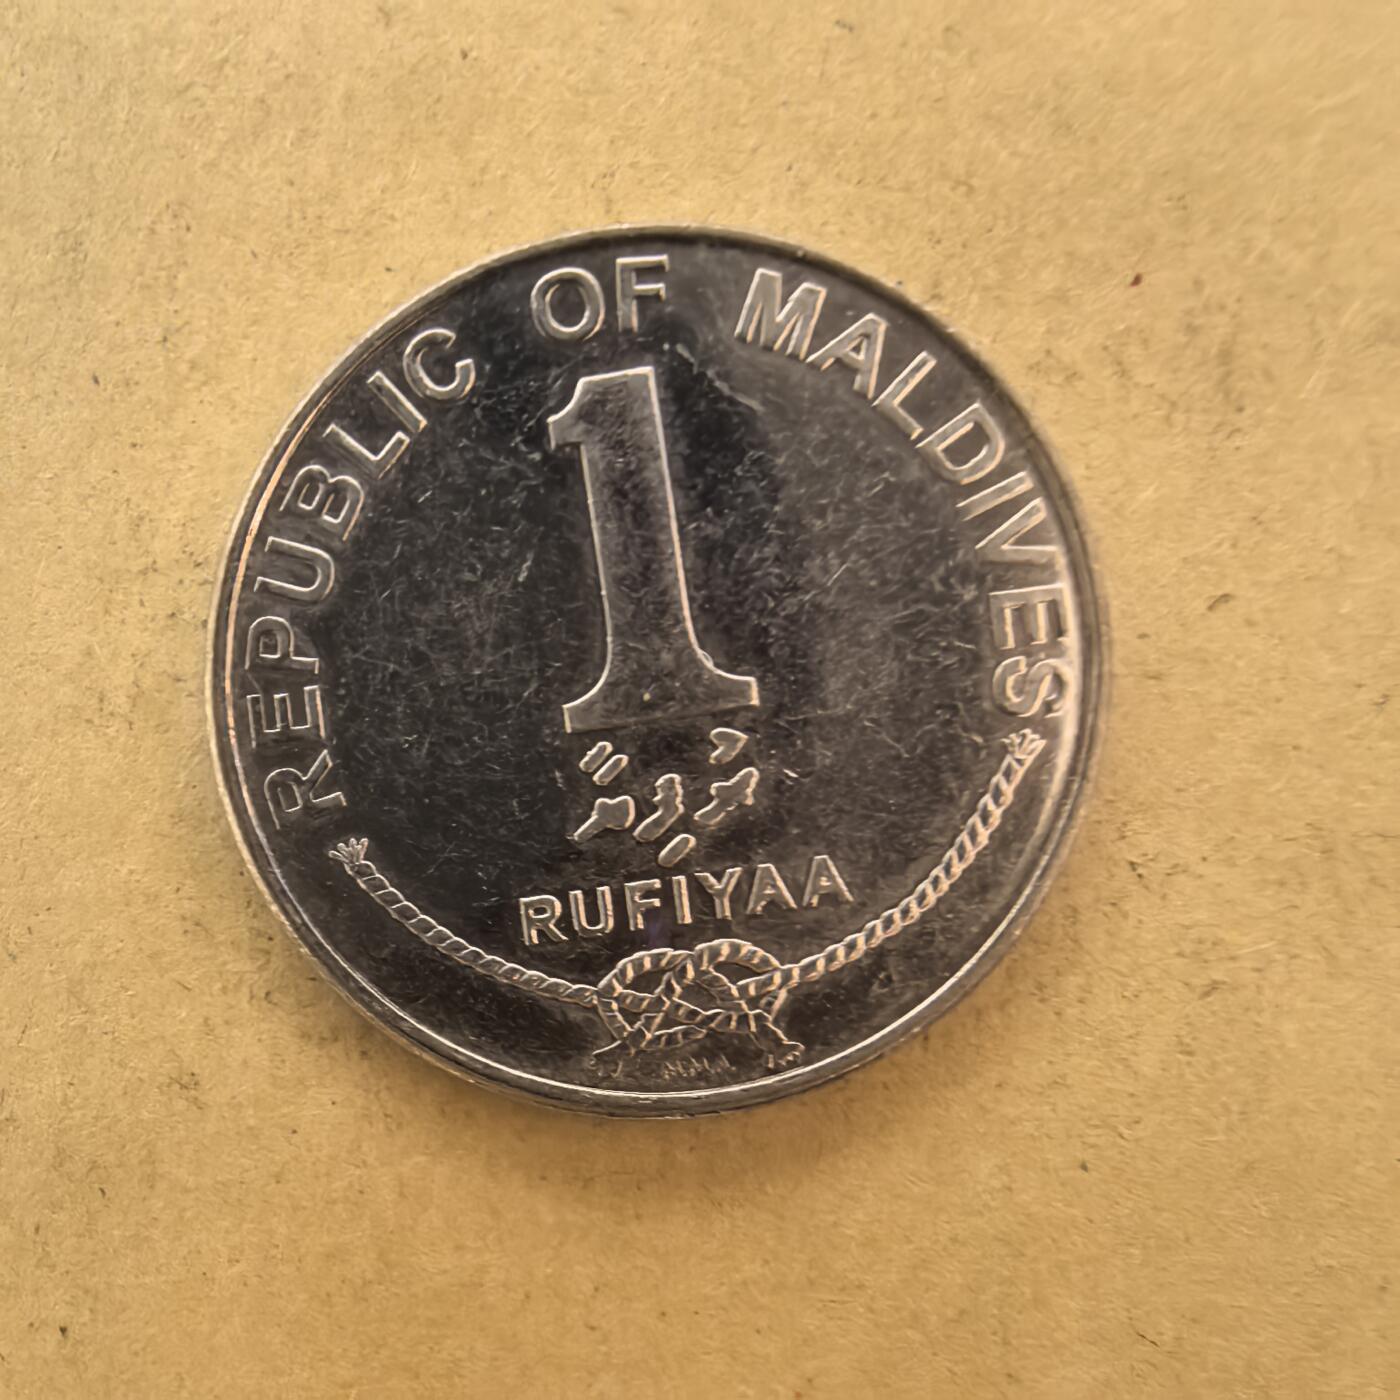 REPUBLIC OF MALDIVES
1
ރުފިޔާ
RUFIYAA